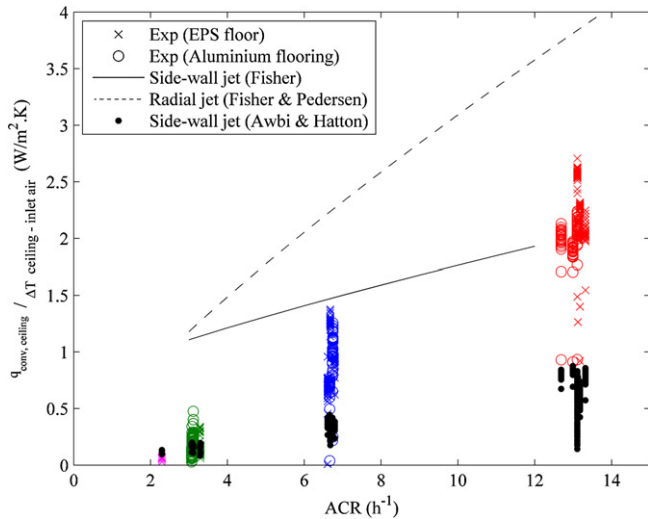 Exp (EPS floor)
Exp (Aluminium flooring)
Side-wall jet (Fisher)
Radial jet (Fisher & Pedersen)
Side-wall jet (Awbi & Hatton)
4
3.5
3
2.5
2
1.5
1
0.5
0
q conv, ceiling / ΔT ceiling - inlet air (W/m².K)
0 2 4 6 8 10 12 14
ACR (h⁻¹)